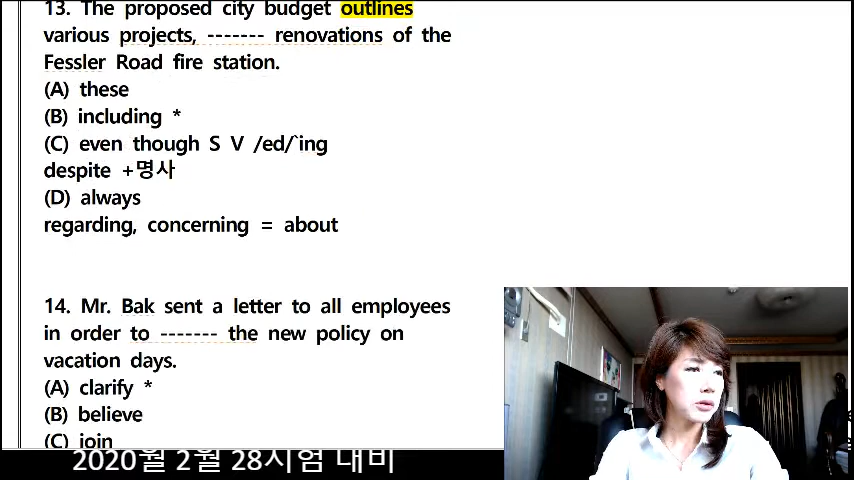 13. The proposed city budget outlines
various projects, ------- renovations of the
Fessler Road fire station.
(A) these
(B) including *
(C) even though S V /ed/`ing
despite +명사
(D) always
regarding, concerning = about
14. Mr. Bak sent a letter to all employees
in order to ------- the new policy on
vacation days.
(A) clarify *
(B) believe
(C) join
2020월 2월 28시험 대비